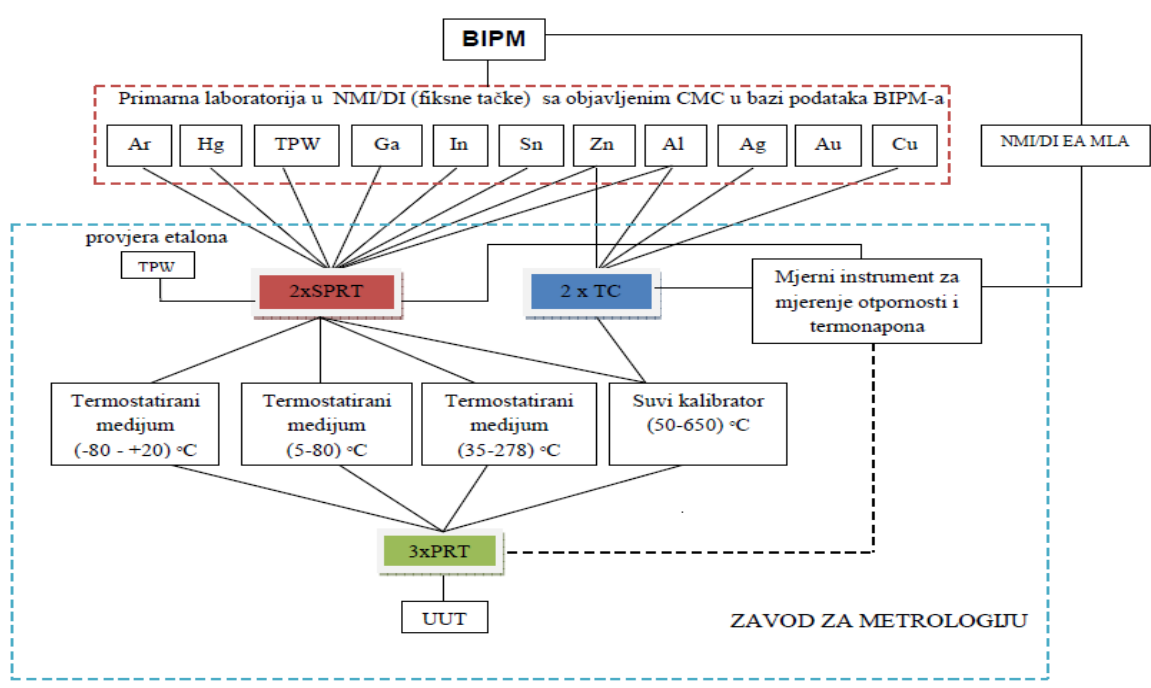 BIPM
Primarna laboratorija u NMI/DI (fiksne tačke) sa objavljenim CMC u bazi podataka BIPM-a
Ar
Hg
TPW
Ga
In
Sn
Zn
Al
Ag
Au
Cu
NMI/DI EA MLA
provjera etalona
TPW
2xSPRT
2 x TC
Mjerni instrument za
mjerenje otpornosti i
termonapona
Termostatirani
medijum
(-80 - +20) °C
Termostatirani
medijum
(5-80) °C
Termostatirani
medijum
(35-278) °C
Suvi kalibrator
(50-650) °C
3xPRT
UUT
ZAVOD ZA METROLOGIJU